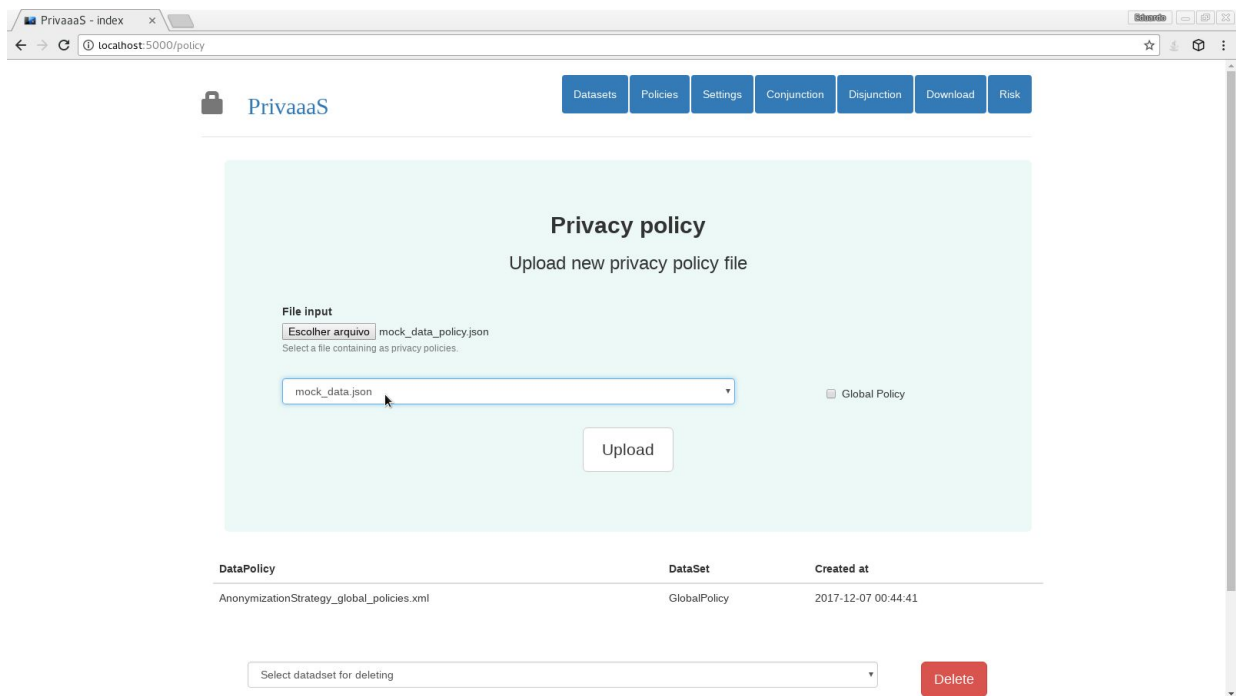 PrivaaaS - index
Eduardo
localhost:5000/policy
PrivaaaS
Datasets Policies Settings Conjunction Disjunction Download Risk
Privacy policy
Upload new privacy policy file
File input
Escolher arquivo mock_data_policy.json
Select a file containing as privacy policies.
mock_data.json
Global Policy
Upload
DataPolicy DataSet Created at
AnonymizationStrategy_global_policies.xml GlobalPolicy 2017-12-07 00:44:41
Select datadset for deleting
Delete